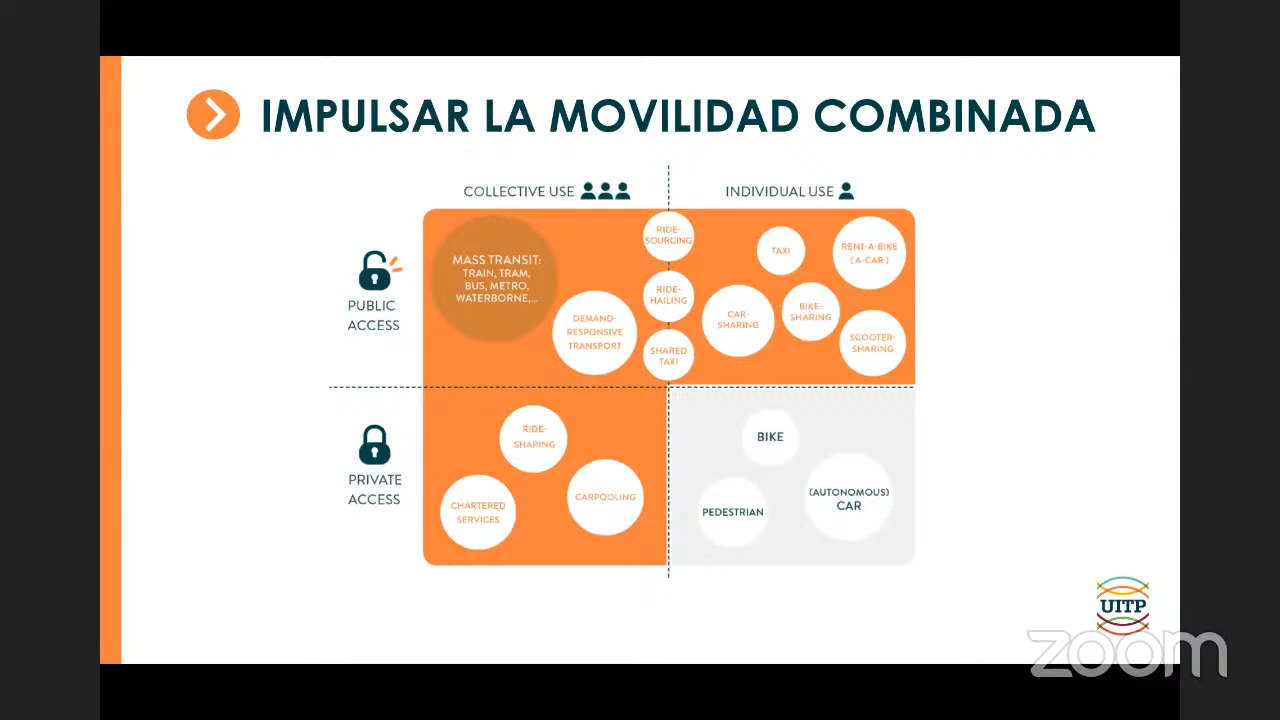 IMPULSAR LA MOVILIDAD COMBINADA
COLLECTIVE USE
INDIVIDUAL USE
PUBLIC
ACCESS
MASS TRANSIT:
TRAIN, TRAM,
BUS, METRO,
WATERBORNE,...
DEMAND-
RESPONSIVE
TRANSPORT
RIDE-
SOURCING
RIDE-
HAILING
SHARED
TAXI
TAXI
RENT-A-BIKE
(A-CAR)
CAR-
SHARING
BIKE-
SHARING
SCOOTER-
SHARING
PRIVATE
ACCESS
RIDE-
SHARING
CHARTERED
SERVICES
CARPOOLING
BIKE
PEDESTRIAN
(AUTONOMOUS)
CAR
UITP
zoom